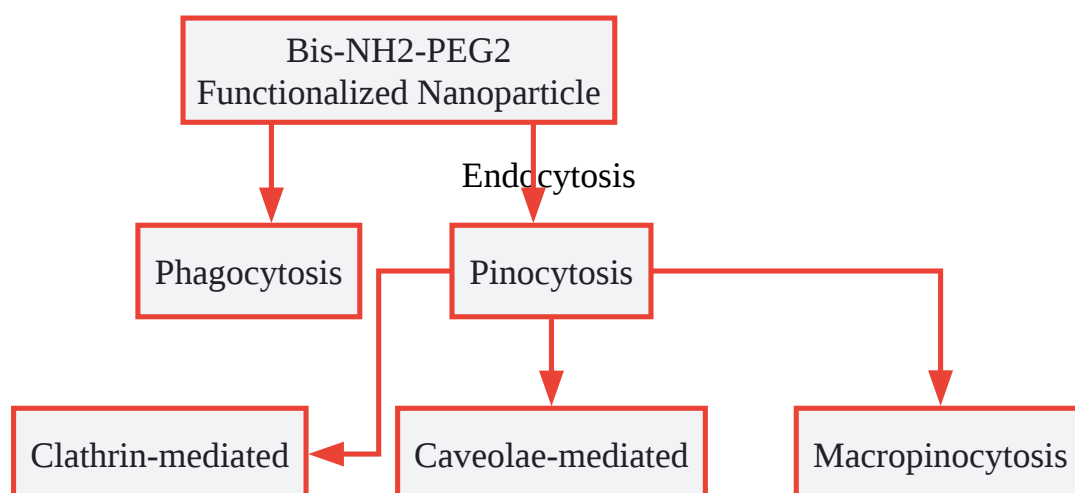 Bis-NH2-PEG2
Functionalized Nanoparticle
Endocytosis
Phagocytosis
Pinocytosis
Clathrin-mediated
Caveolae-mediated
Macropinocytosis